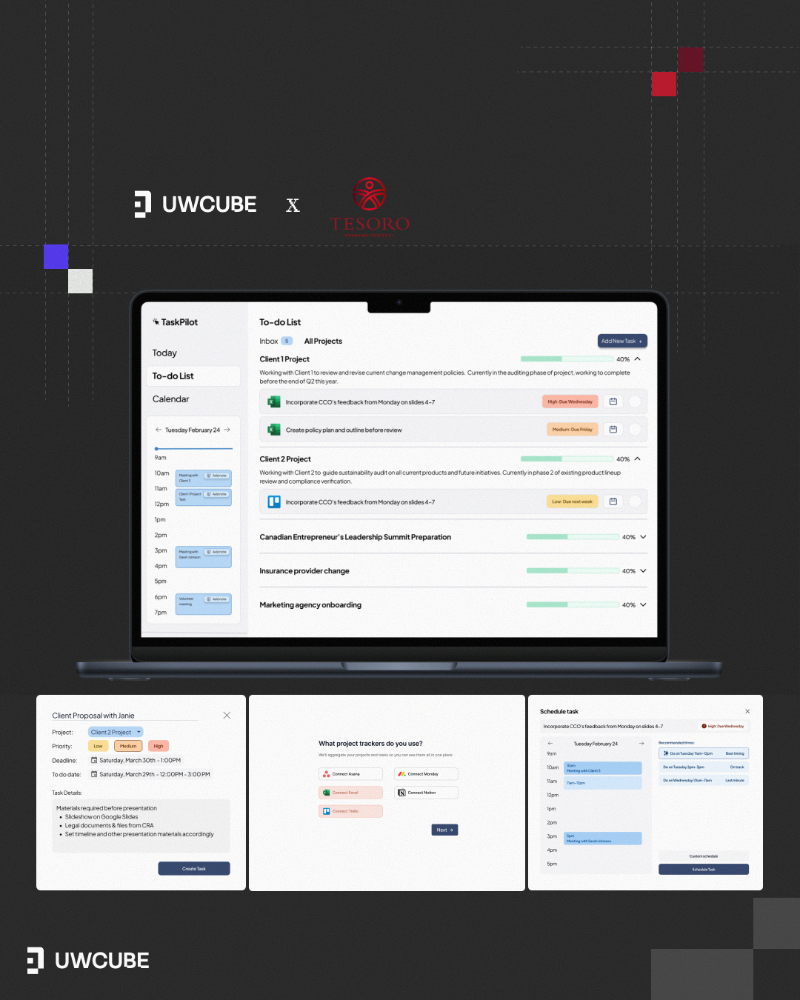 UWCUBE x
TESORO
TaskPilot
Today
To-do List
Calendar
Tuesday February 24
9am
10am
Meeting with
Client 3
Add note
11am
Client 1 Project
Task
Add note
12pm
1pm
2pm
3pm
Meeting with
Sarah Johnson
Add note
4pm
5pm
6pm
Volunteer
meeting
Add note
7pm
To-do List
Inbox 5 All Projects
Add New Task +
Client 1 Project 40%
Working with Client 1 to review and revise current change management policies. Currently in the auditing phase of project, working to complete
before the end of Q2 this year.
Incorporate CCO's feedback from Monday on slides 4-7 High: Due Wednesday
Create policy plan and outline before review Medium: Due Friday
Client 2 Project 40%
Working with Client 2 to guide sustainability audit on all current products and future initiatives. Currently in phase 2 of existing product lineup
review and compliance verification.
Incorporate CCO's feedback from Monday on slides 4-7 Low: Due next week
Canadian Entrepreneur's Leadership Summit Preparation 40%
Insurance provider change 40%
Marketing agency onboarding 40%
Client Proposal with Janie
Project: Client 2 Project
Priority: Low Medium High
Deadline: Saturday, March 30th - 1:00PM
To do date: Saturday, March 29th - 12:00PM - 3:00 PM
Task Details:
Materials required before presentation
• Slideshow on Google Slides
• Legal documents & files from CRA
• Set timeline and other presentation materials accordingly
Create Task
What project trackers do you use?
We'll aggregate your projects and tasks so you can see them all in one place
Connect Asana Connect Monday
Connect Excel Connect Notion
Connect Trello
Next →
Schedule task
Incorporate CCO's feedback from Monday on slides 4-7 High: Due Wednesday
Tuesday February 24
9am
10am
10am
Meeting with Client 3
11am
11am-12pm
12pm
1pm
2pm
3pm
3pm
Meeting with Sarah Johnson
4pm
5pm
Recommended times:
Do on Tuesday 11am-12pm Best timing
Do on Tuesday 2pm-3pm On track
Do on Wednesday 10am-11am Last minute
Custom schedule
Schedule Task
UWCUBE